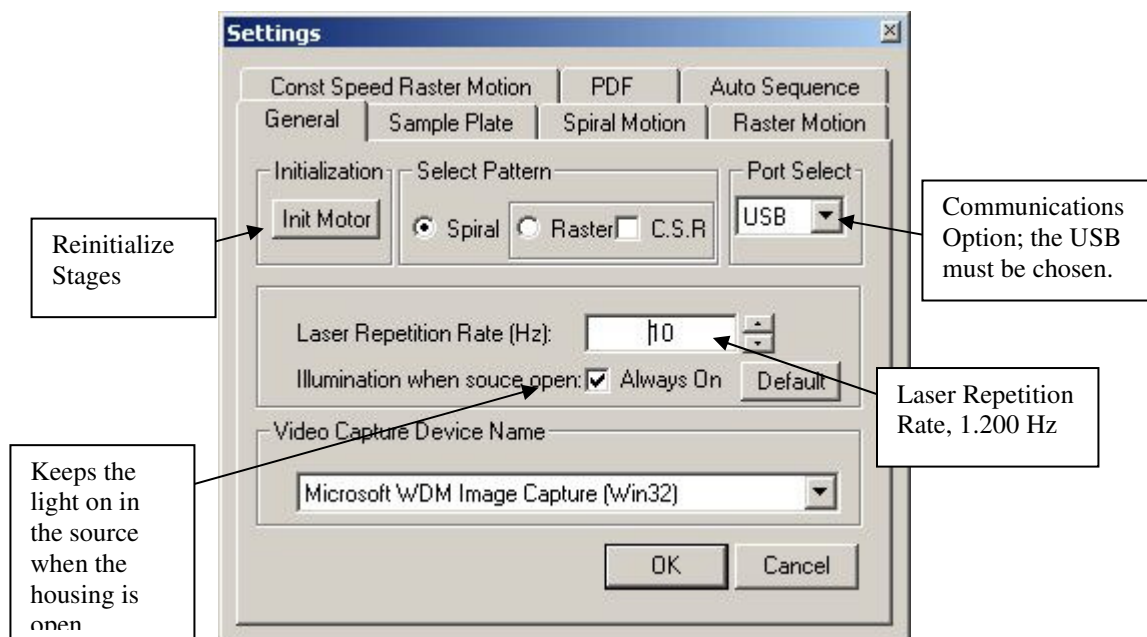 Settings
Const Speed Raster Motion PDF Auto Sequence
General Sample Plate Spiral Motion Raster Motion
Initialization Select Pattern Port Select
Init Motor Spiral Raster C.S.R USB
Reinitialize
Stages
Communications
Option; the USB
must be chosen.
Laser Repetition Rate (Hz): 10
Illumination when souce open: Always On Default
Laser Repetition
Rate, 1.200 Hz
Video Capture Device Name
Microsoft WDM Image Capture (Win32)
Keeps the
light on in
the source
when the
housing is
open
OK Cancel